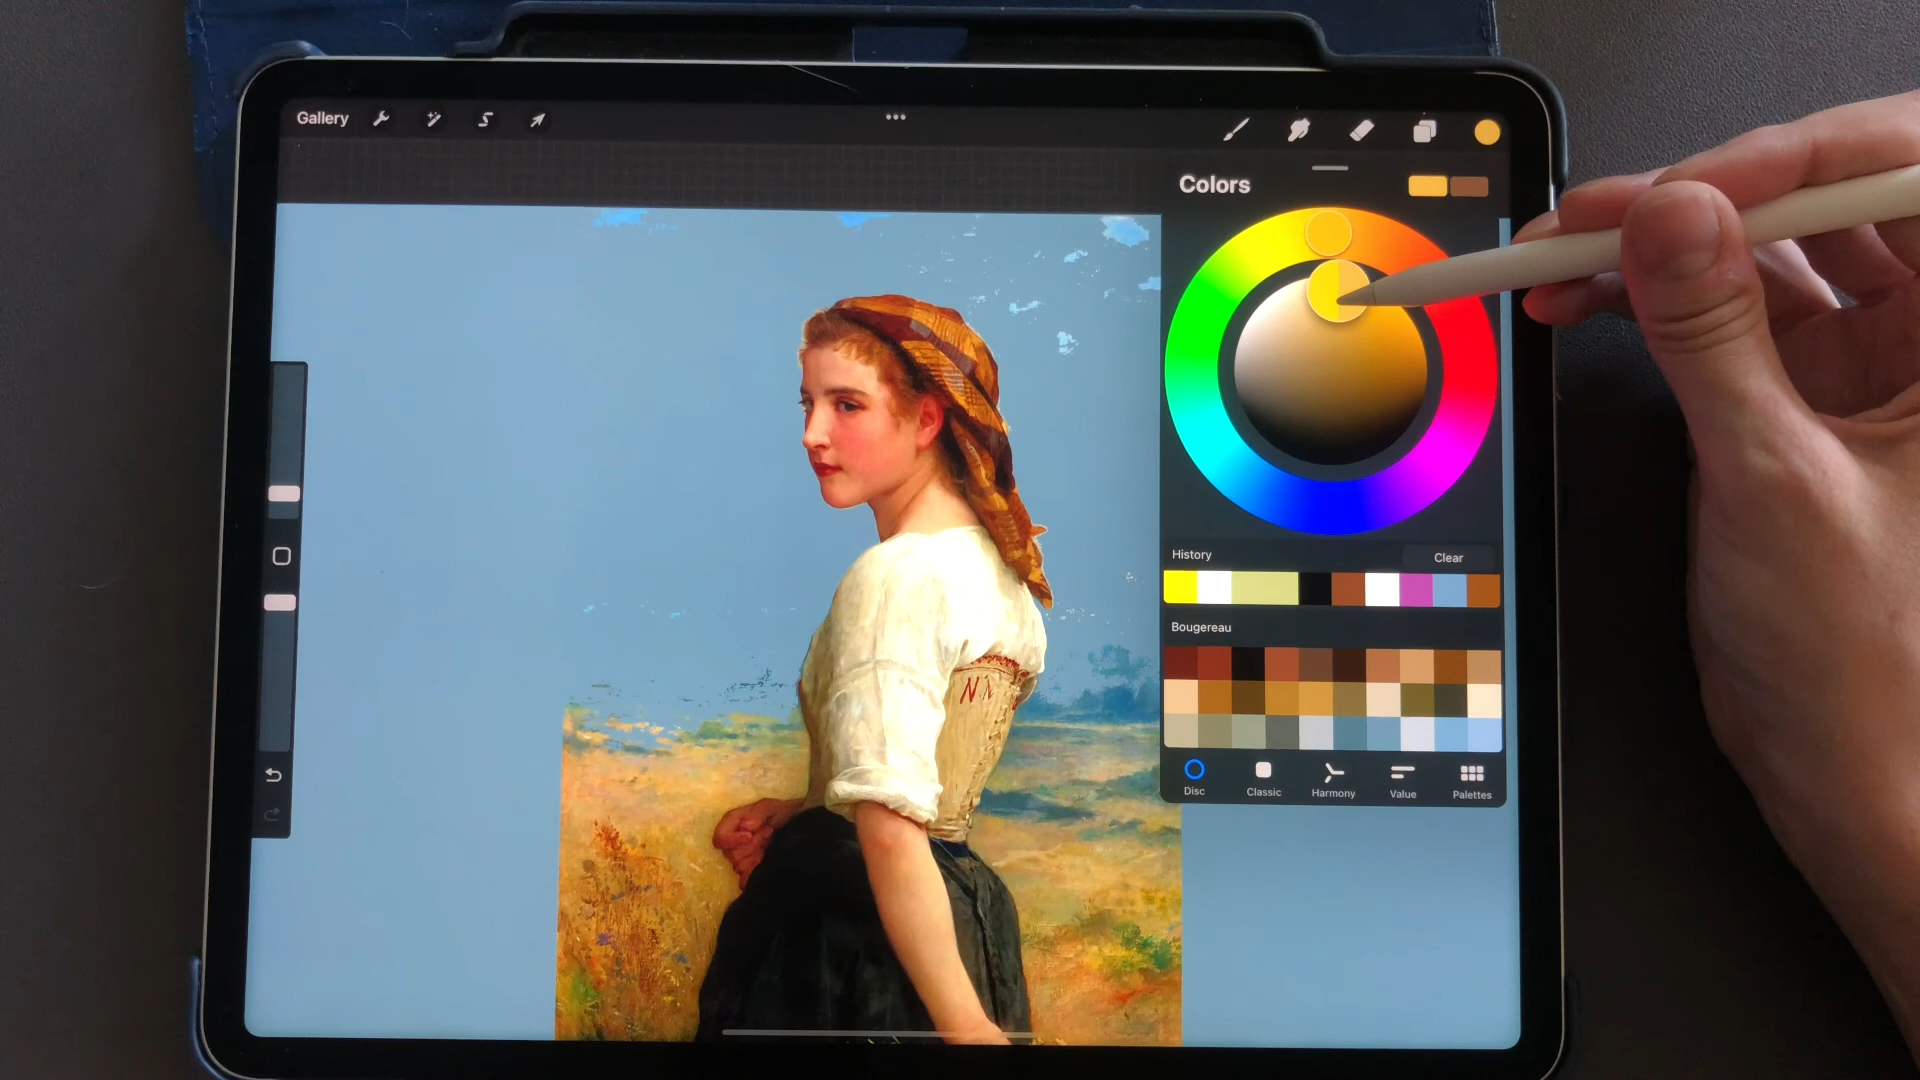 Gallery
Colors
History
Clear
Bougereau
Disc
Classic
Harmony
Value
Palettes